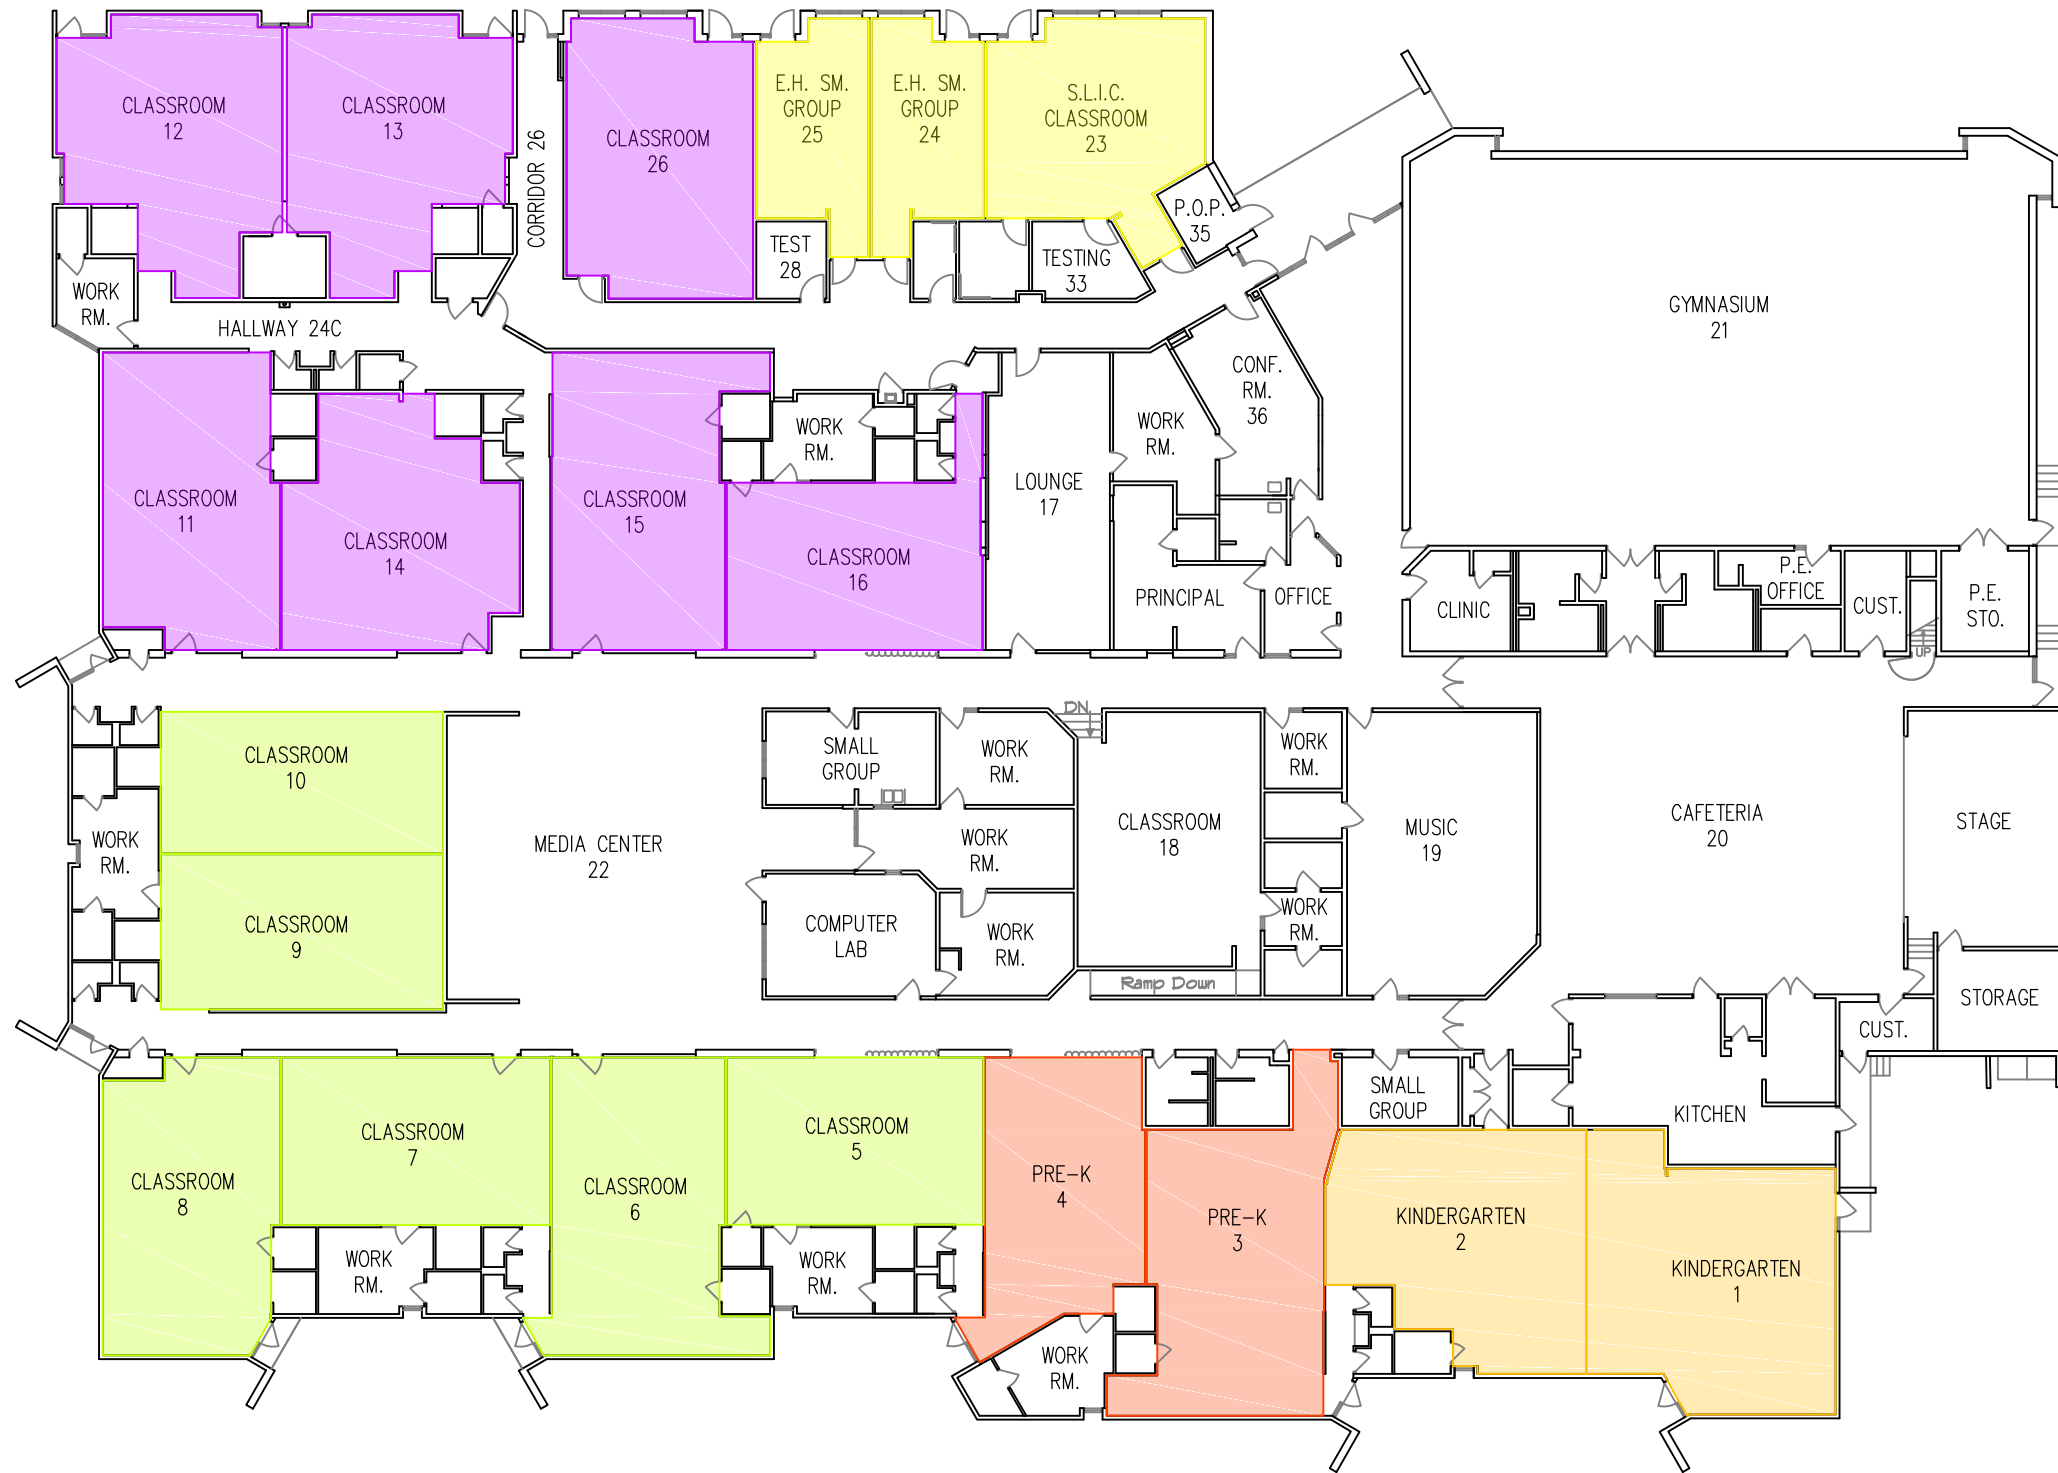 CLASSROOM
12
CLASSROOM
13
CORRIDOR 26
CLASSROOM
26
E.H. SM.
GROUP
25
E.H. SM.
GROUP
24
S.L.I.C.
CLASSROOM
23
P.O.P.
35
TEST
28
TESTING
33
WORK
RM.
HALLWAY 24C
GYMNASIUM
21
CONF.
RM.
36
WORK
RM.
WORK
RM.
LOUNGE
17
CLASSROOM
11
CLASSROOM
14
CLASSROOM
15
CLASSROOM
16
PRINCIPAL
OFFICE
CLINIC
P.E.
OFFICE
CUST.
P.E.
STO.
UP
DN
CLASSROOM
10
SMALL
GROUP
WORK
RM.
WORK
RM.
WORK
RM.
MEDIA CENTER
22
WORK
RM.
CLASSROOM
18
MUSIC
19
CAFETERIA
20
STAGE
CLASSROOM
9
COMPUTER
LAB
WORK
RM.
WORK
RM.
Ramp Down
STORAGE
CUST.
CLASSROOM
8
CLASSROOM
7
CLASSROOM
6
CLASSROOM
5
PRE-K
4
PRE-K
3
SMALL
GROUP
KITCHEN
KINDERGARTEN
2
KINDERGARTEN
1
WORK
RM.
WORK
RM.
WORK
RM.